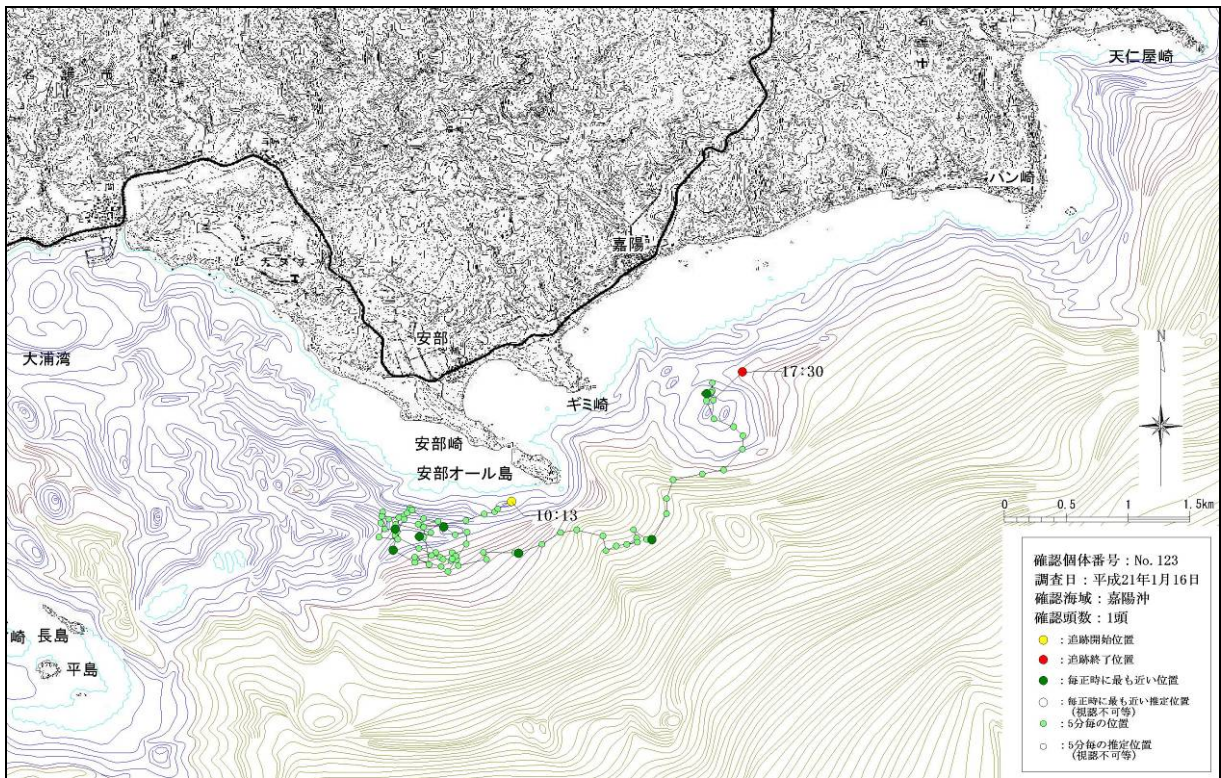 天仁屋崎
バン崎
嘉陽
安部
大浦湾
ギミ崎
安部崎
安部オール島
17:30
10:13
長島
崎
平島
N
0 0.5 1 1.5km
確認個体番号：No. 123
調査日：平成21年1月16日
確認海域：嘉陽沖
確認頭数：1頭
：追跡開始位置
：追跡終了位置
：毎正時に最も近い位置
：毎正時に最も近い推定位置
（視認不可等）
：5分毎の位置
：5分毎の推定位置
（視認不可等）